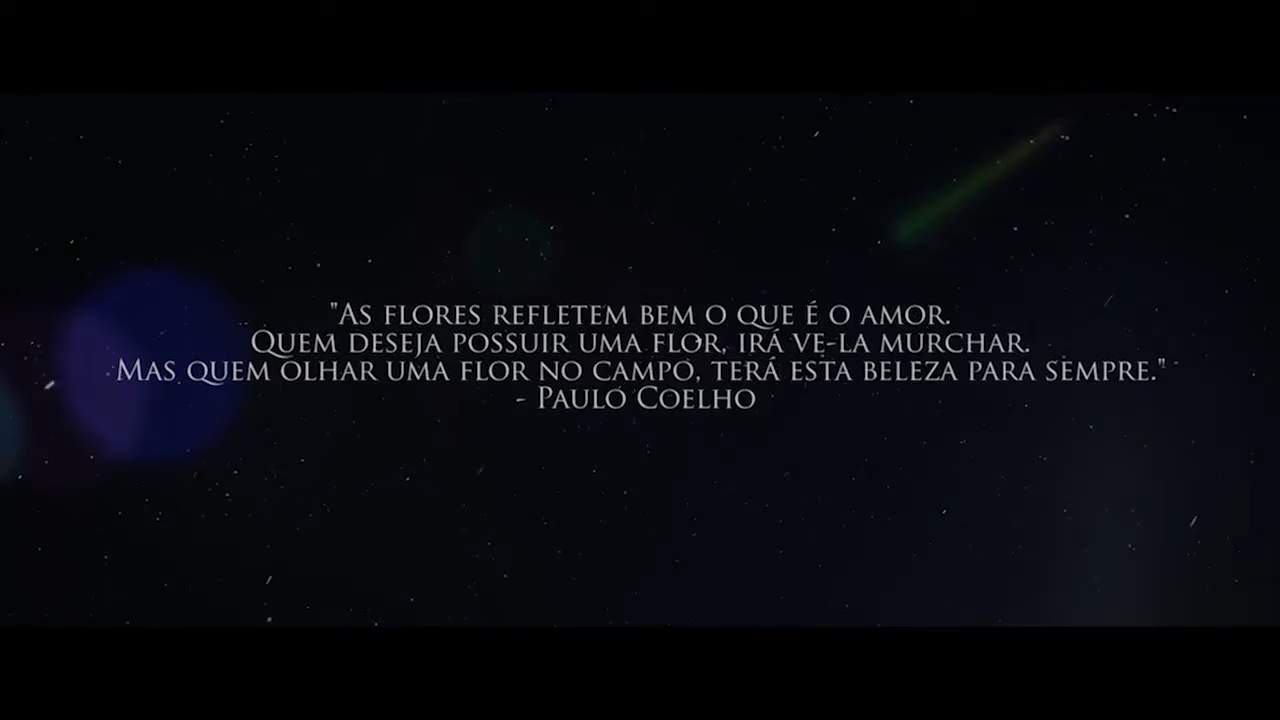 "As flores refletem bem o que é o amor.
Quem deseja possuir uma flor, irá ve-la murchar.
Mas quem olhar uma flor no campo, terá esta beleza para sempre."
- Paulo Coelho